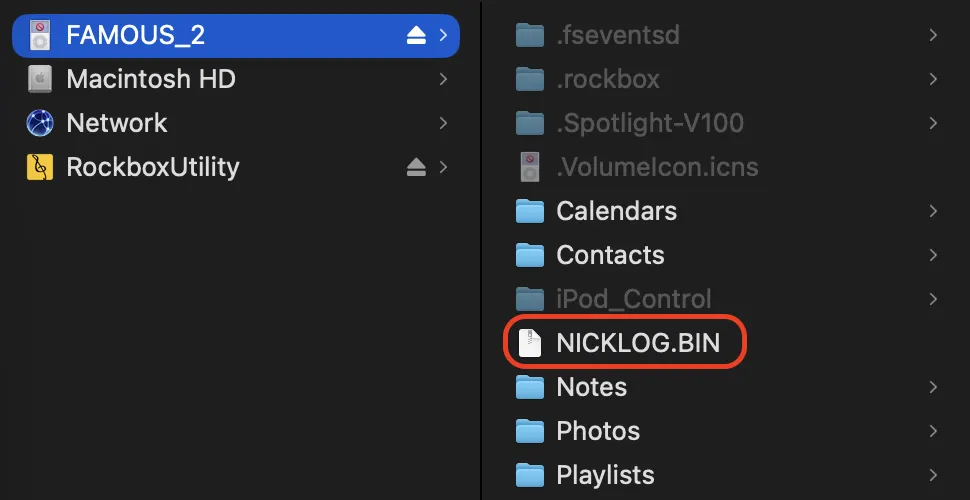 FAMOUS_2
Macintosh HD
Network
RockboxUtility
.fseventsd
.rockbox
.Spotlight-V100
.VolumeIcon.icns
Calendars
Contacts
iPod_Control
NICKLOG.BIN
Notes
Photos
Playlists